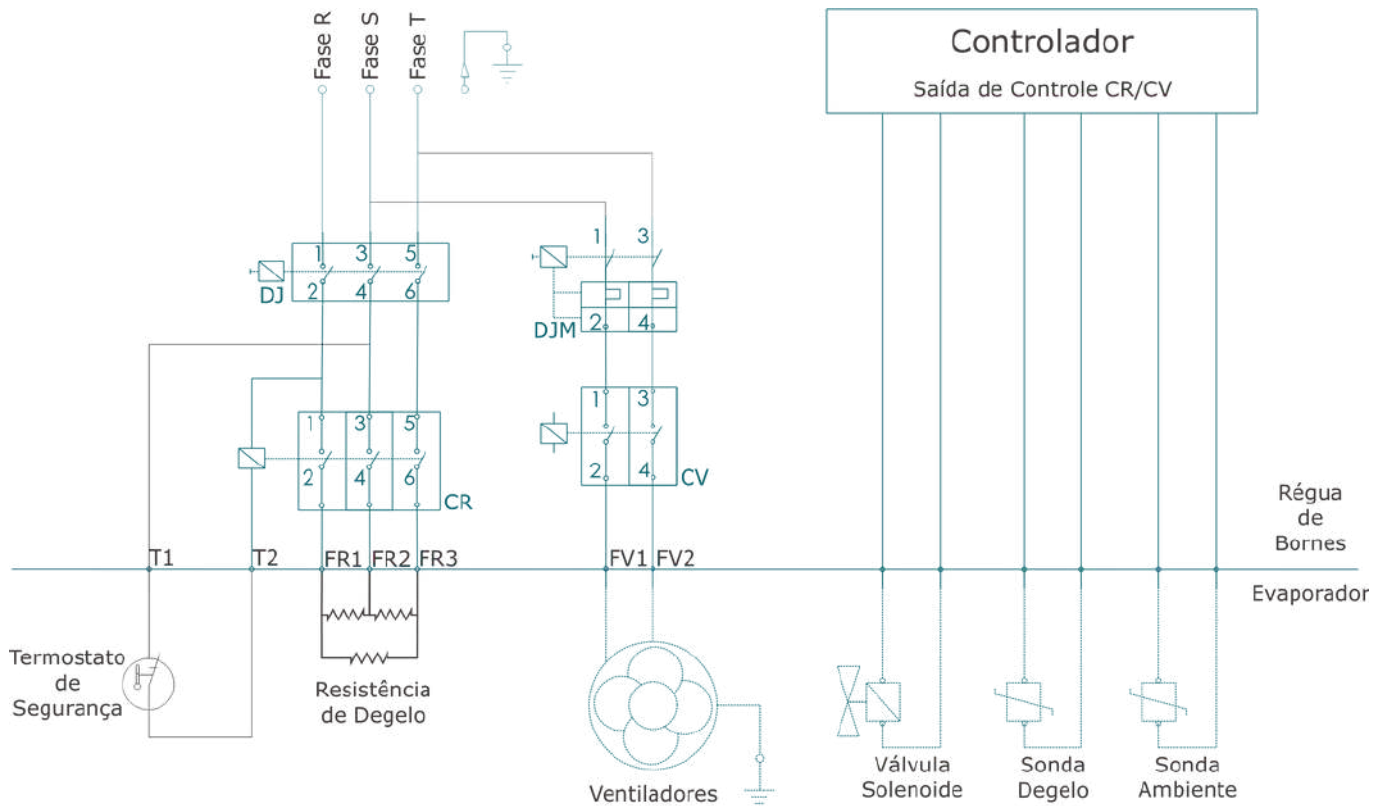 Fase R
Fase S
Fase T
Controlador
Saída de Controle CR/CV
1 3 5
DJ
2 4 6
1 3
DJM
2 4
1 3 5
2 4 6
CR
1 3
2 4
CV
Régua
de
Bornes
T1 T2 FR1 FR2 FR3 FV1 FV2
Evaporador
Termostato
de
Segurança
Resistência
de Degelo
Ventiladores
Válvula
Solenoide
Sonda
Degelo
Sonda
Ambiente